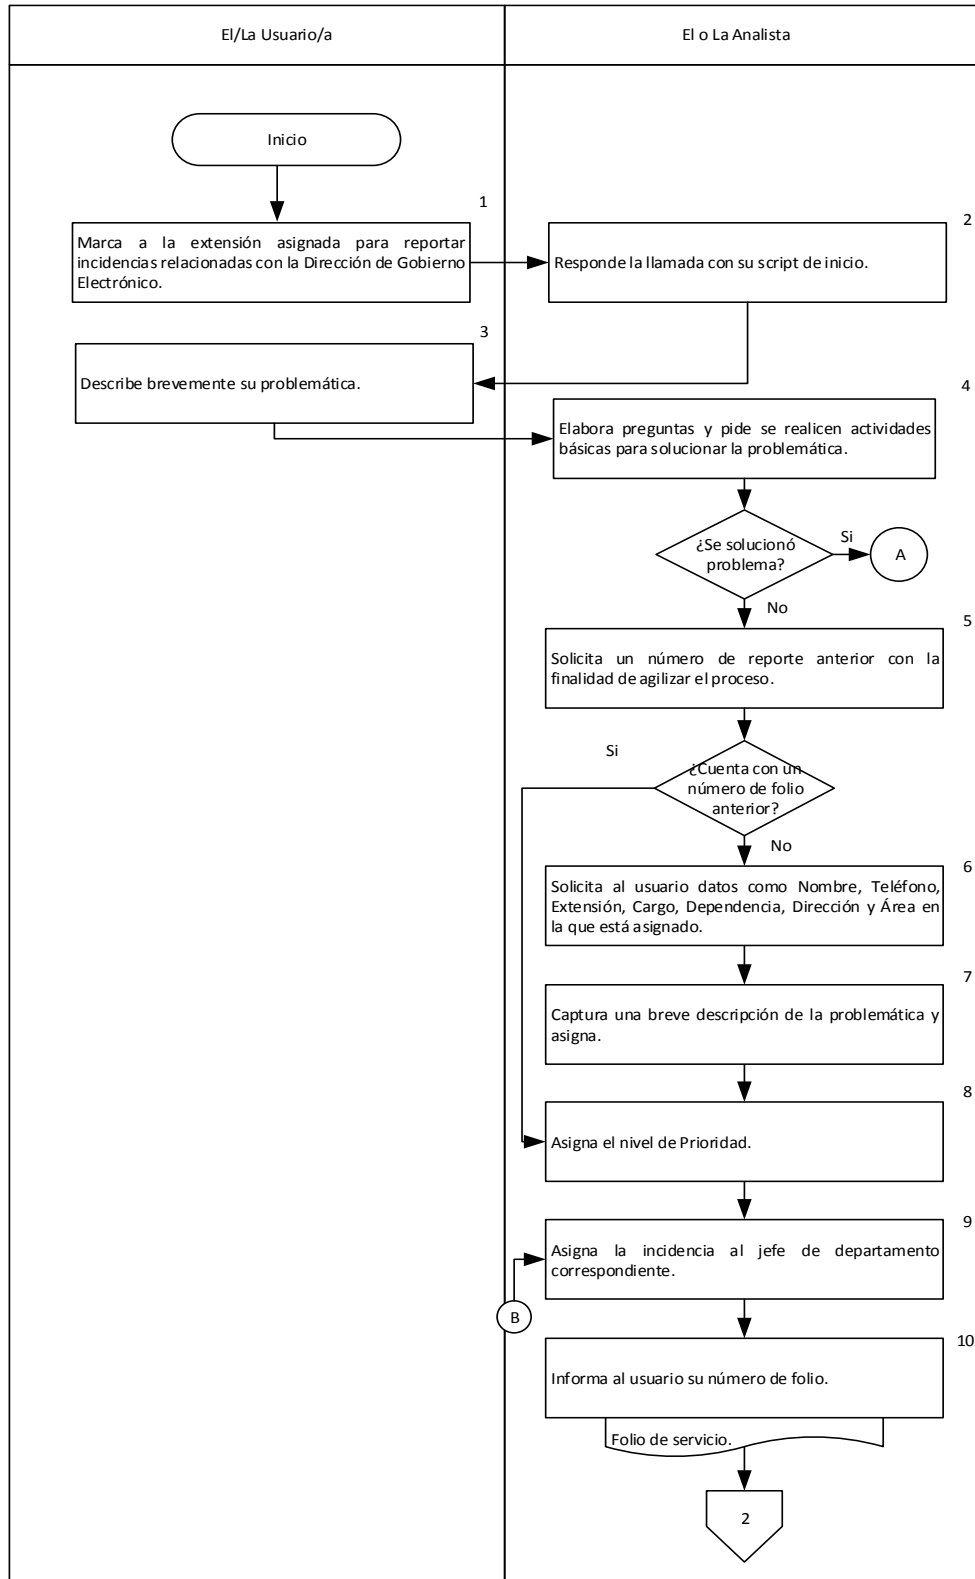 El/La Usuario/a
El o La Analista
Inicio
1
Marca a la extensión asignada para reportar
incidencias relacionadas con la Dirección de Gobierno
Electrónico.
2
Responde la llamada con su script de inicio.
3
Describe brevemente su problemática.
4
Elabora preguntas y pide se realicen actividades
básicas para solucionar la problemática.
¿Se solucionó
problema?
Si
A
No
5
Solicita un número de reporte anterior con la
finalidad de agilizar el proceso.
Si
¿Cuenta con un
número de folio
anterior?
No
6
Solicita al usuario datos como Nombre, Teléfono,
Extensión, Cargo, Dependencia, Dirección y Área en
la que está asignado.
7
Captura una breve descripción de la problemática y
asigna.
8
Asigna el nivel de Prioridad.
9
Asigna la incidencia al jefe de departamento
correspondiente.
B
10
Informa al usuario su número de folio.
Folio de servicio.
2